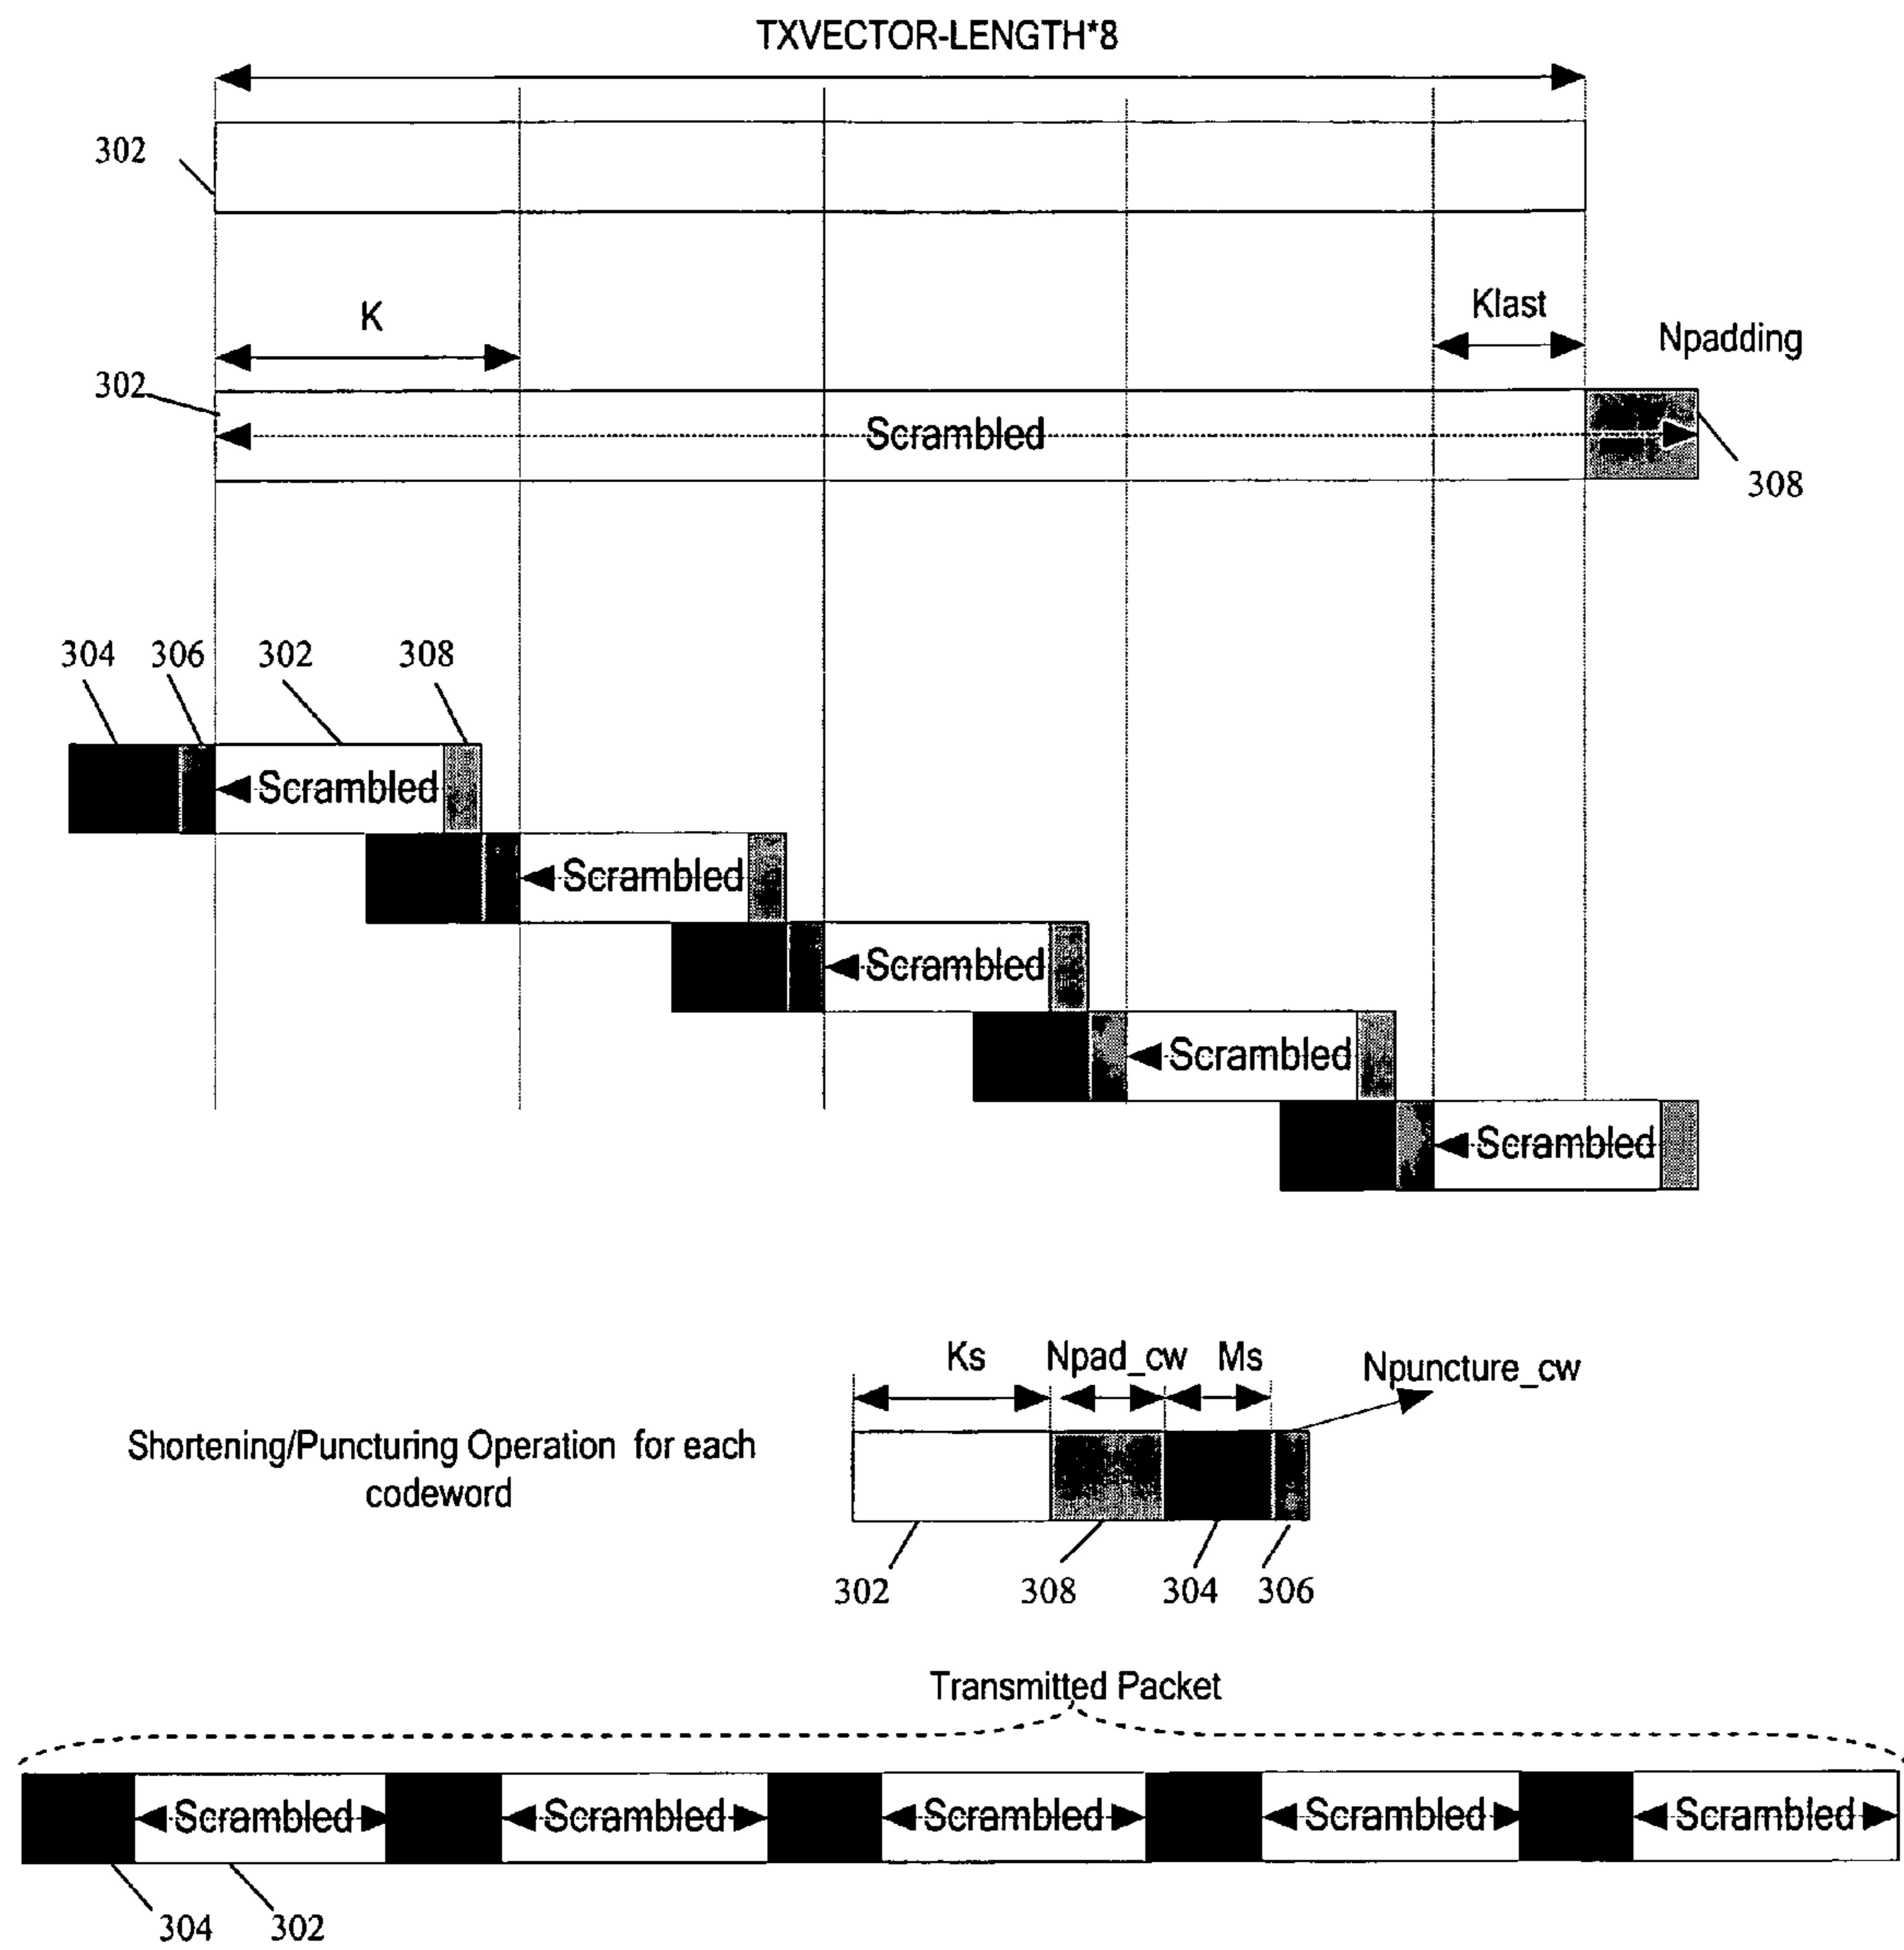 TXVECTOR-LENGTH*8
302
K
Klast
Npadding
302
Scrambled
308
304 306 302 308
Scrambled
Scrambled
Scrambled
Scrambled
Scrambled
Ks Npad_cw Ms Npuncture_cw
Shortening/Puncturing Operation for each
codeword
302 308 304 306
Transmitted Packet
Scrambled Scrambled Scrambled Scrambled Scrambled
304 302